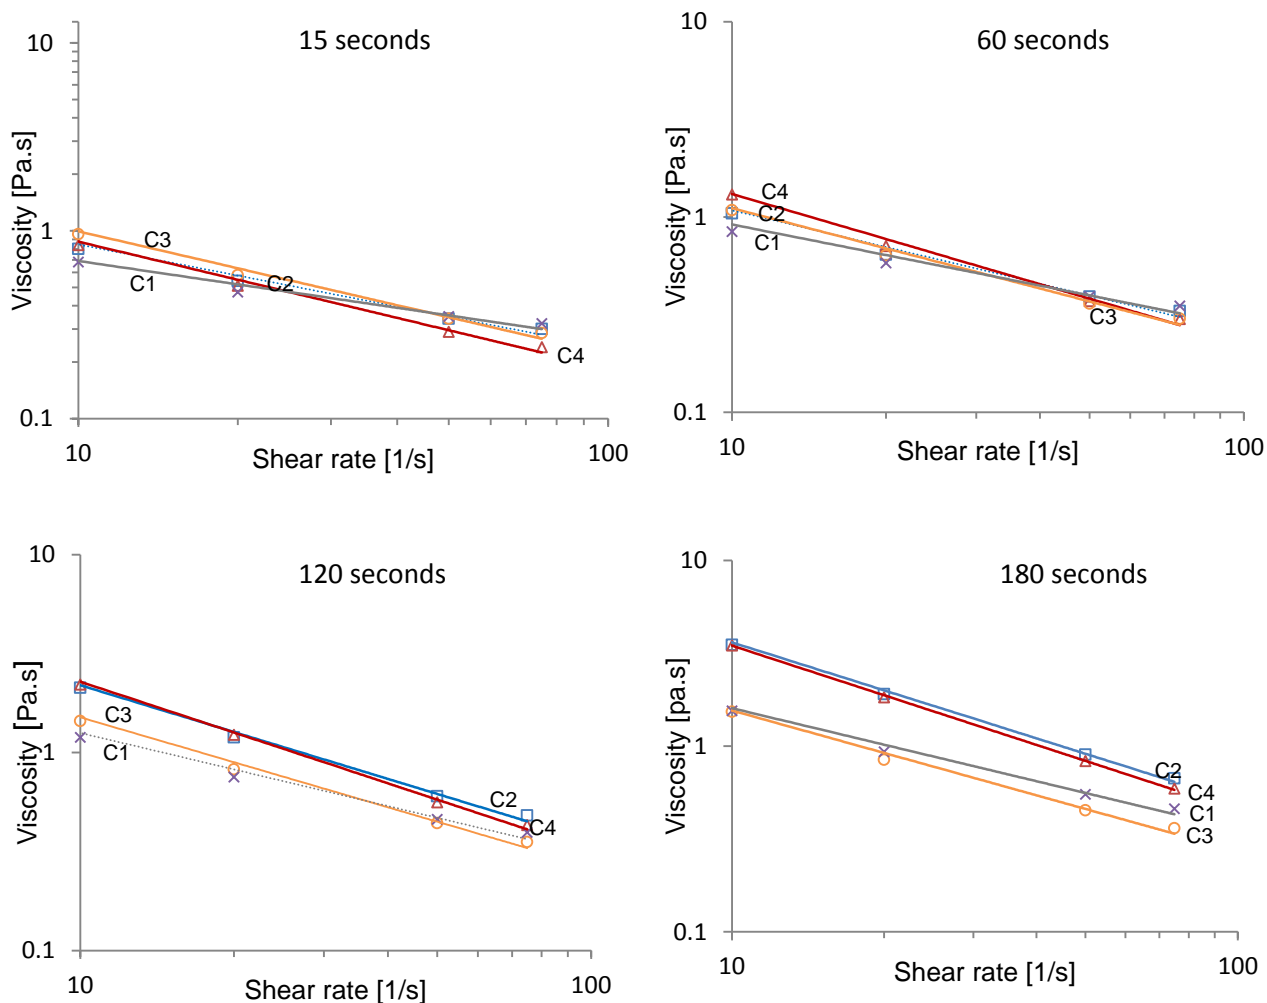 15 seconds
10
1
0.1
Viscosity [Pa.s]
C3
C1
C2
C4
10
100
Shear rate [1/s]
60 seconds
10
1
0.1
Viscosity [Pa.s]
C4
C2
C1
C3
10
100
Shear rate [1/s]
120 seconds
10
1
0.1
Viscosity [Pa.s]
C3
C1
C2
C4
10
100
Shear rate [1/s]
180 seconds
10
1
0.1
Viscosity [pa.s]
C2
C4
C1
C3
10
100
Shear rate [1/s]